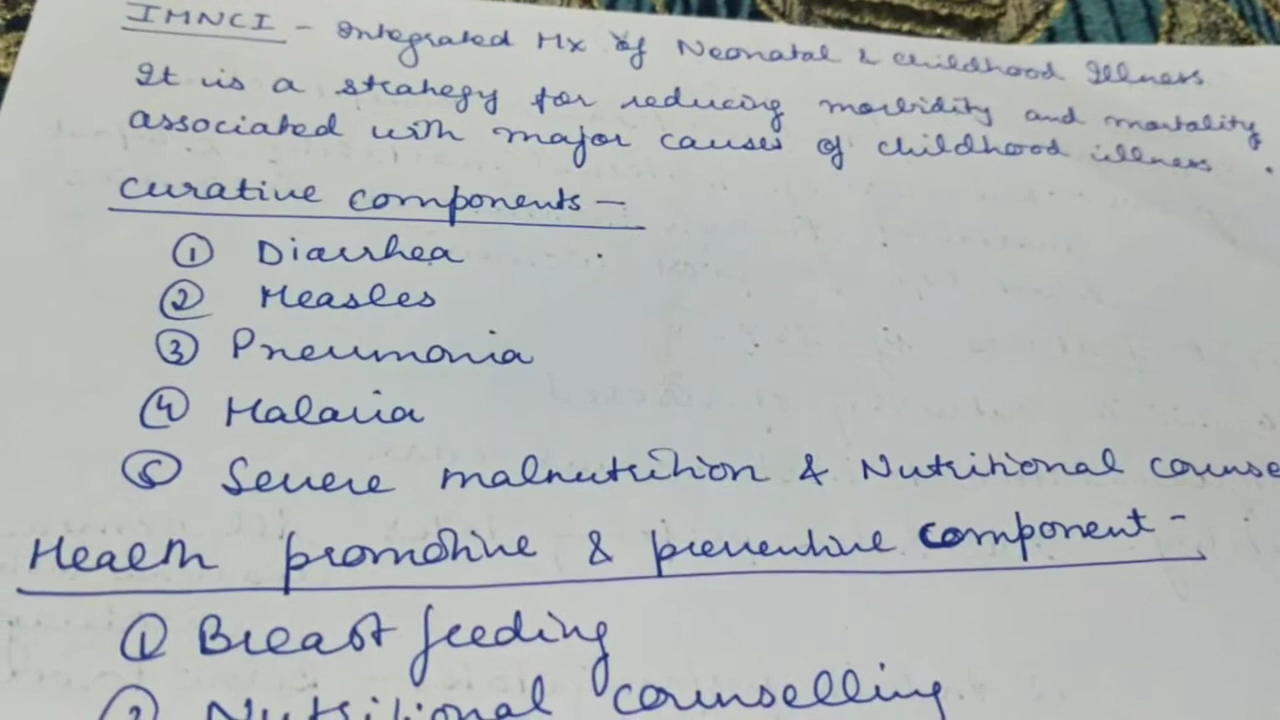 IMNCI - Integrated Mx of Neonatal & childhood Illness
It is a strategy for reducing morbidity and mortality
associated with major causes of childhood illness.
Curative components -
① Diarrhea
② Measles
③ Pneumonia
④ Malaria
⑤ Severe malnutrition & Nutritional counse
Health promotive & preventive component -
① Breast feeding
② Nutritional counselling